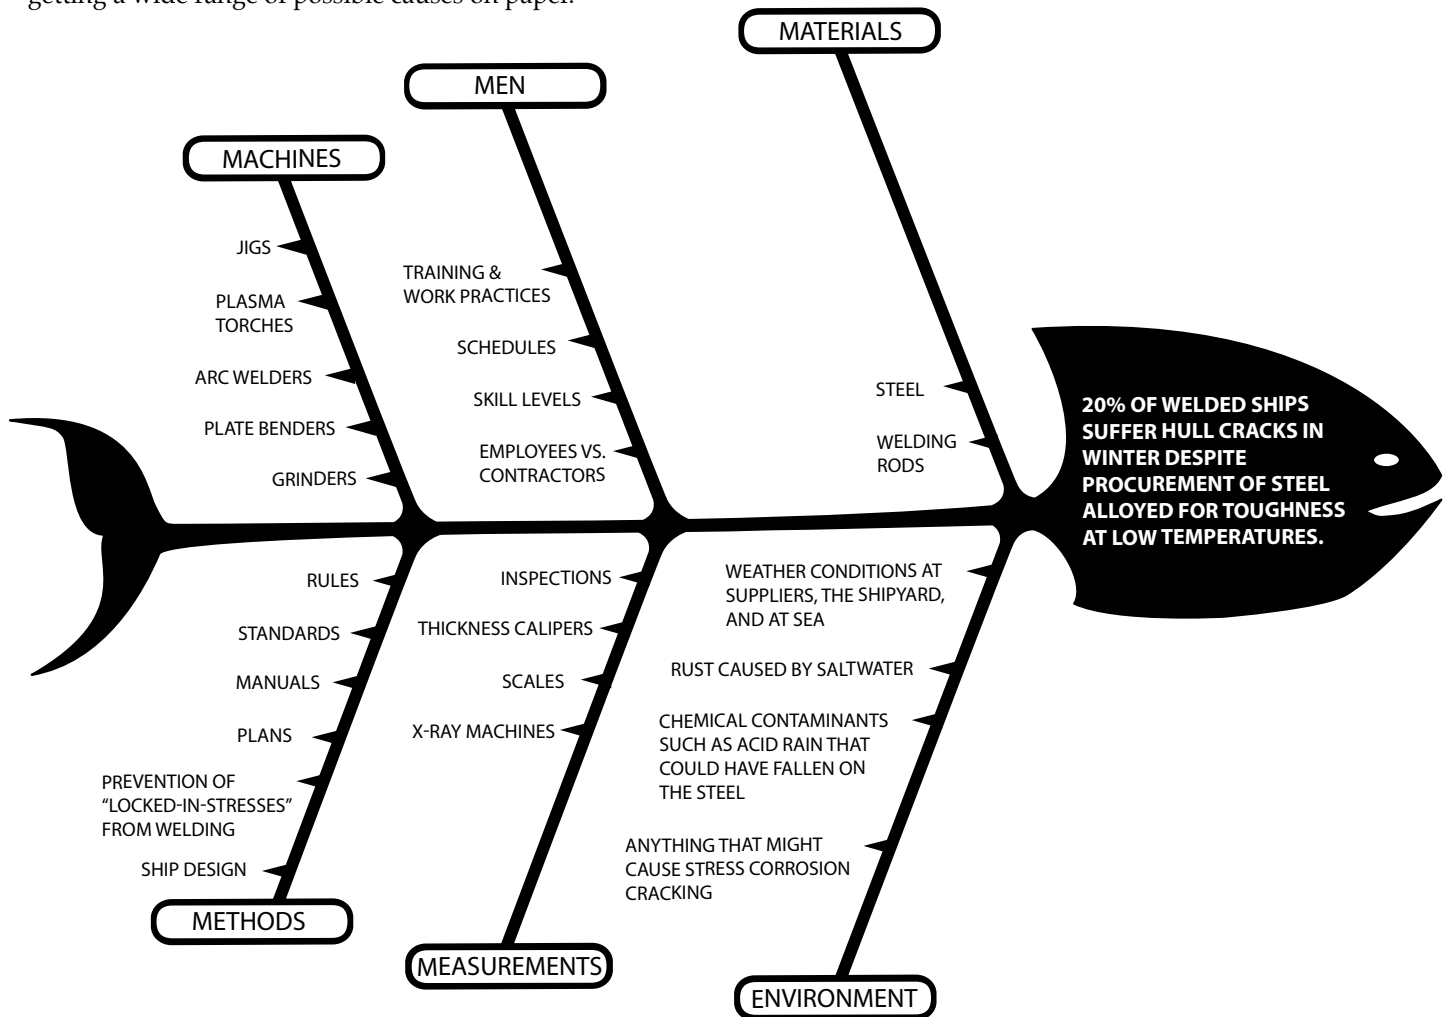 getting a wide range of possible causes on paper.
MATERIALS
MEN
MACHINES
JIGS
PLASMA
TORCHES
ARC WELDERS
PLATE BENDERS
GRINDERS
TRAINING &
WORK PRACTICES
SCHEDULES
SKILL LEVELS
EMPLOYEES VS.
CONTRACTORS
STEEL
WELDING
RODS
20% OF WELDED SHIPS
SUFFER HULL CRACKS IN
WINTER DESPITE
PROCUREMENT OF STEEL
ALLOYED FOR TOUGHNESS
AT LOW TEMPERATURES.
RULES
STANDARDS
MANUALS
PLANS
PREVENTION OF
“LOCKED-IN-STRESSES”
FROM WELDING
SHIP DESIGN
METHODS
INSPECTIONS
THICKNESS CALIPERS
SCALES
X-RAY MACHINES
MEASUREMENTS
WEATHER CONDITIONS AT
SUPPLIERS, THE SHIPYARD,
AND AT SEA
RUST CAUSED BY SALTWATER
CHEMICAL CONTAMINANTS
SUCH AS ACID RAIN THAT
COULD HAVE FALLEN ON
THE STEEL
ANYTHING THAT MIGHT
CAUSE STRESS CORROSION
CRACKING
ENVIRONMENT